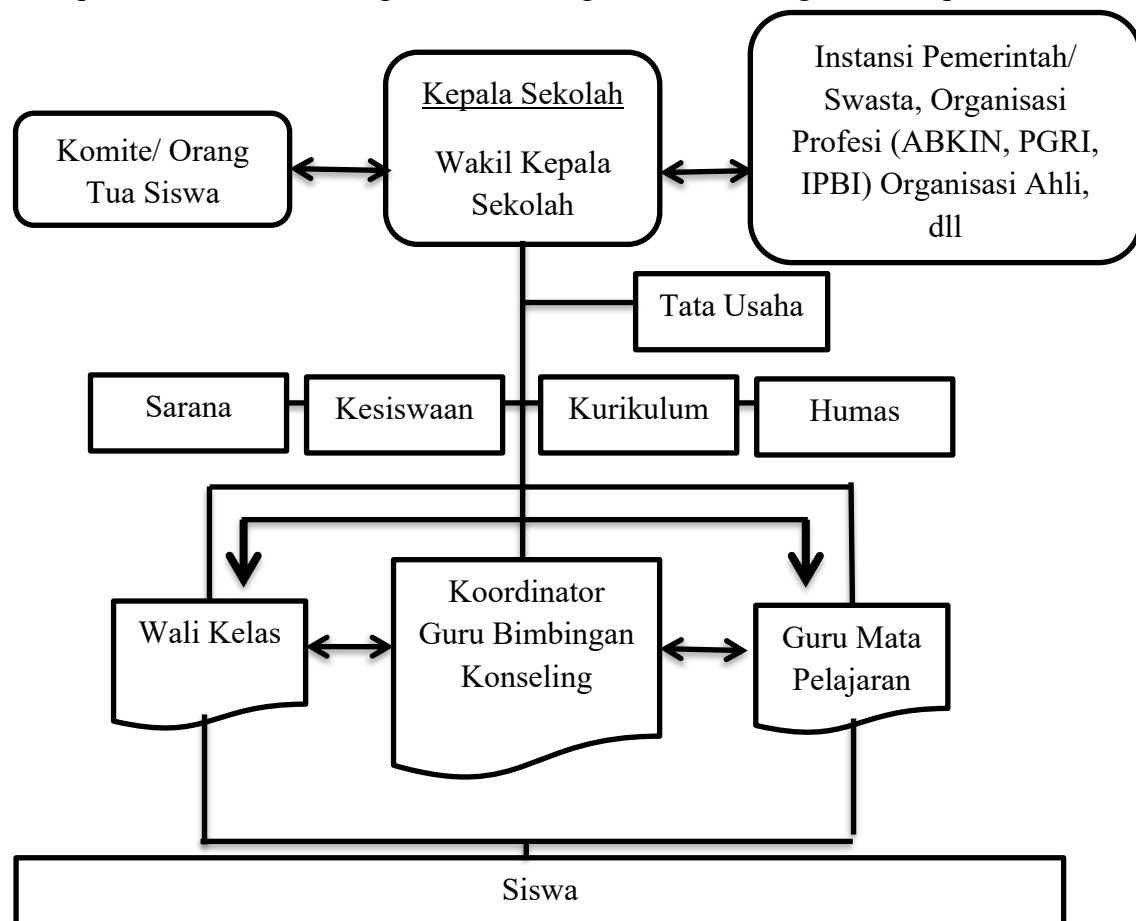 Kepala Sekolah
Wakil Kepala
Sekolah
Komite/ Orang
Tua Siswa
Instansi Pemerintah/
Swasta, Organisasi
Profesi (ABKIN, PGRI,
IPBI) Organisasi Ahli,
dll
Tata Usaha
Sarana
Kesiswaan
Kurikulum
Humas
Wali Kelas
Koordinator
Guru Bimbingan
Konseling
Guru Mata
Pelajaran
Siswa